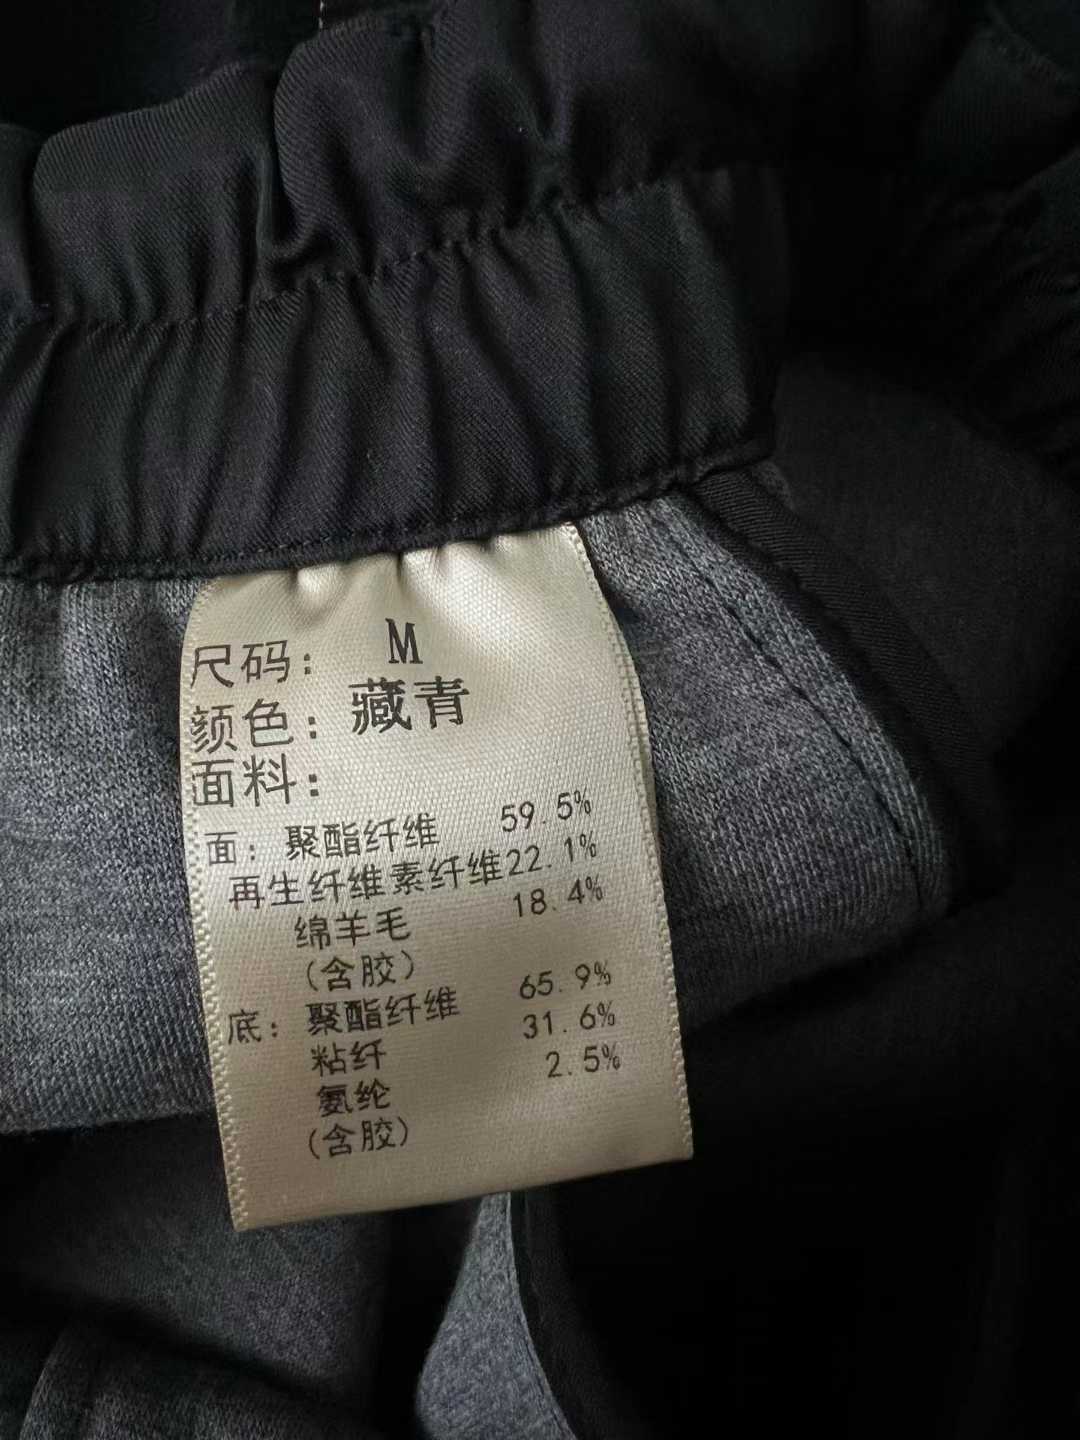 尺码： M
颜色：藏青
面料：
面：聚酯纤维 59.5%
再生纤维素纤维22.1%
绵羊毛 18.4%
(含胶)
底：聚酯纤维 65.9%
粘纤 31.6%
氨纶 2.5%
(含胶)